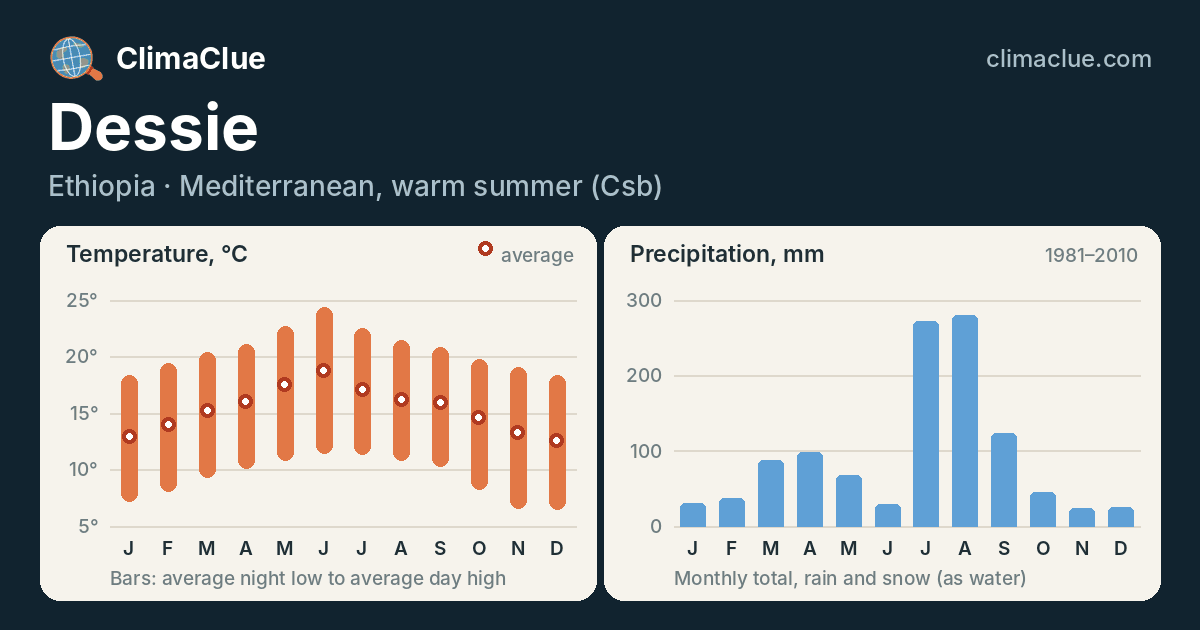 ClimaClue
climaclue.com
Dessie
Ethiopia · Mediterranean, warm summer (Csb)
Temperature, °C
average
25°
20°
15°
10°
5°
J F M A M J J A S O N D
Bars: average night low to average day high
Precipitation, mm
1981–2010
300
200
100
0
J F M A M J J A S O N D
Monthly total, rain and snow (as water)